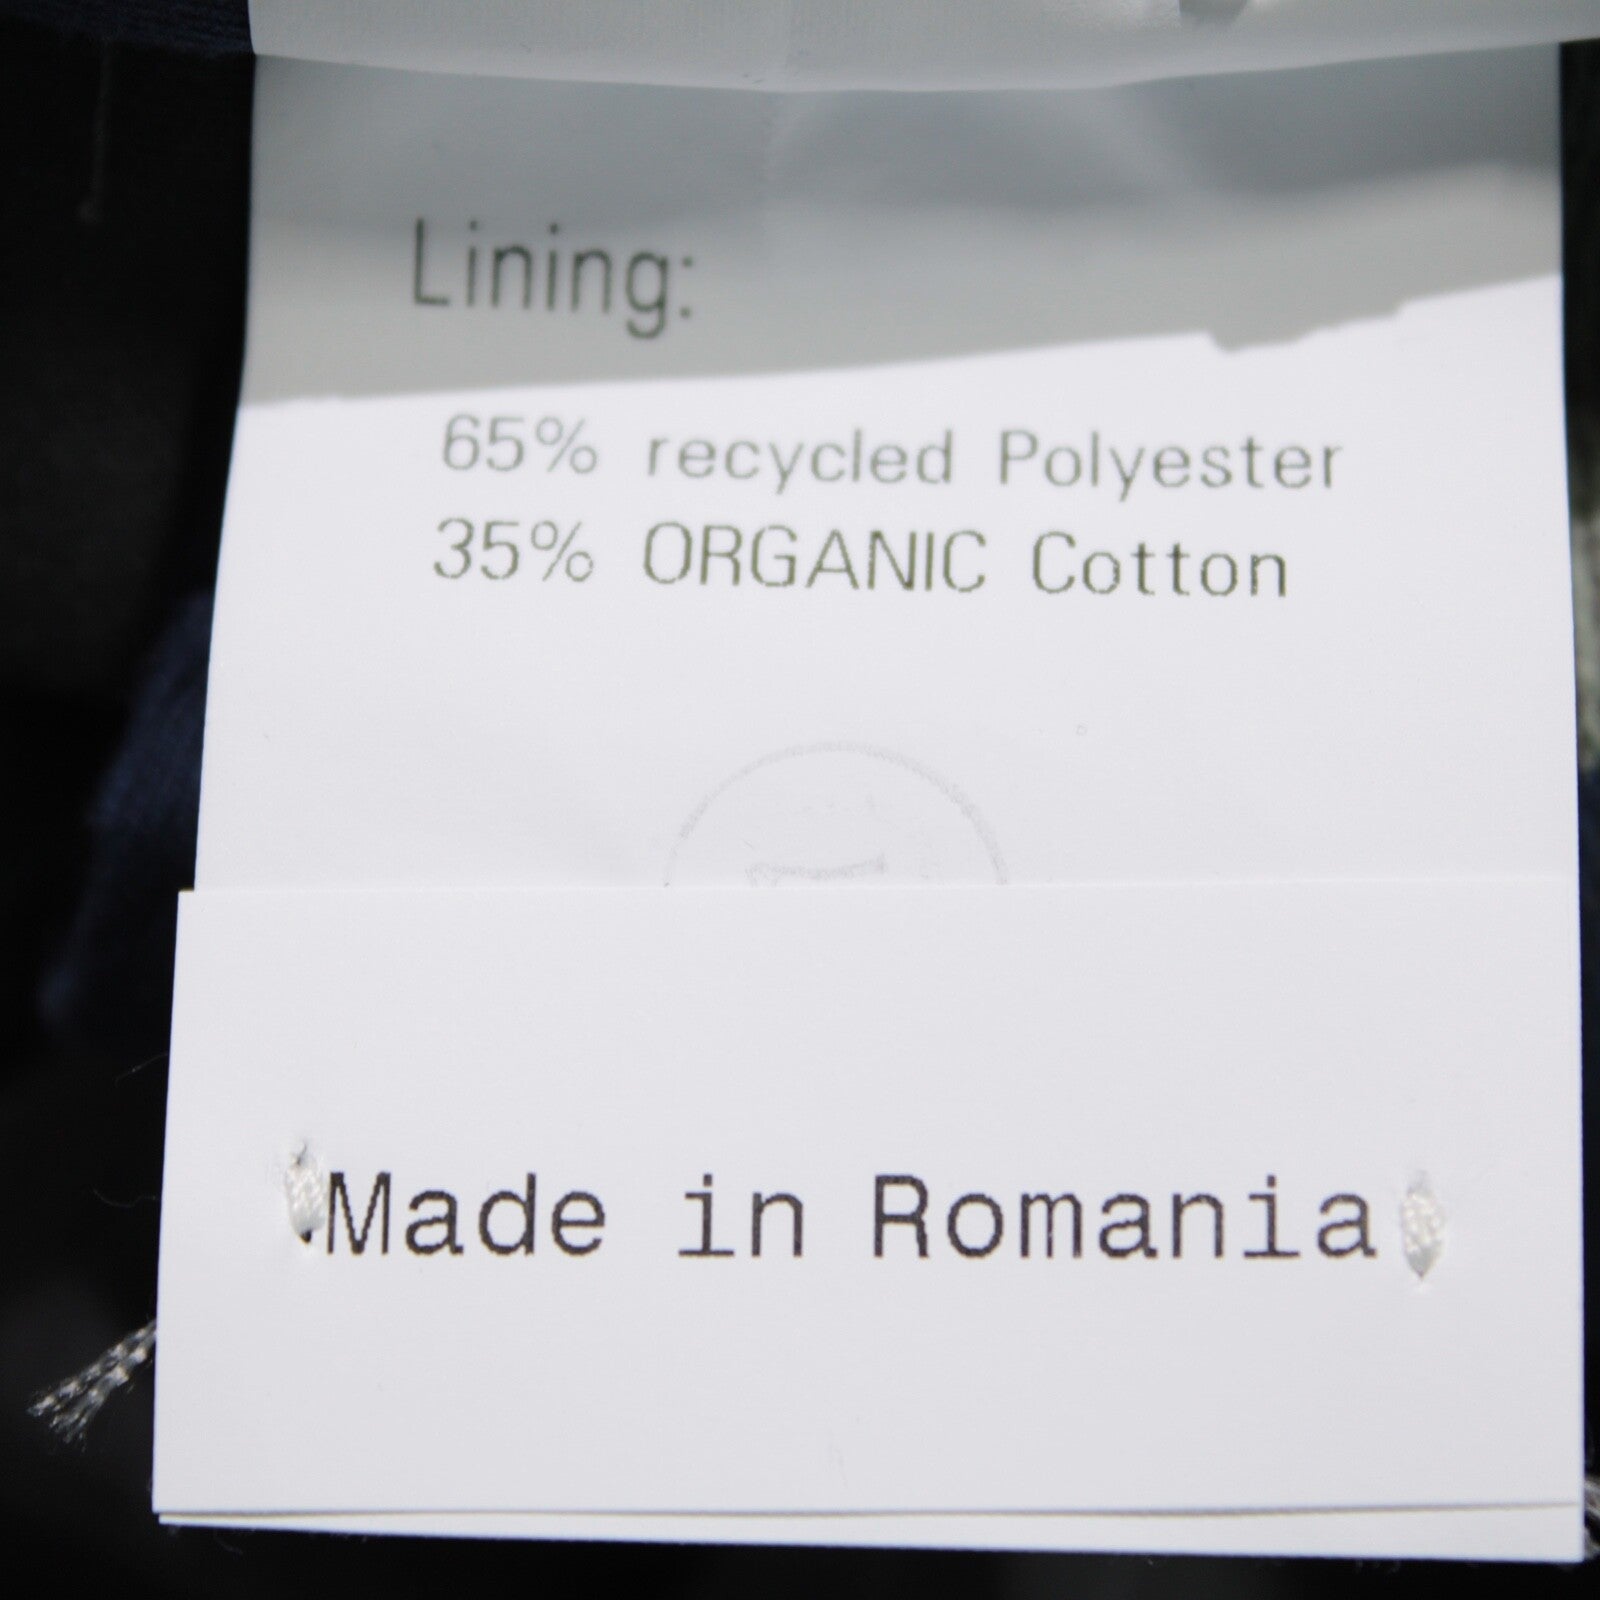 Lining:
65% recycled Polyester
35% ORGANIC Cotton
Made in Romania